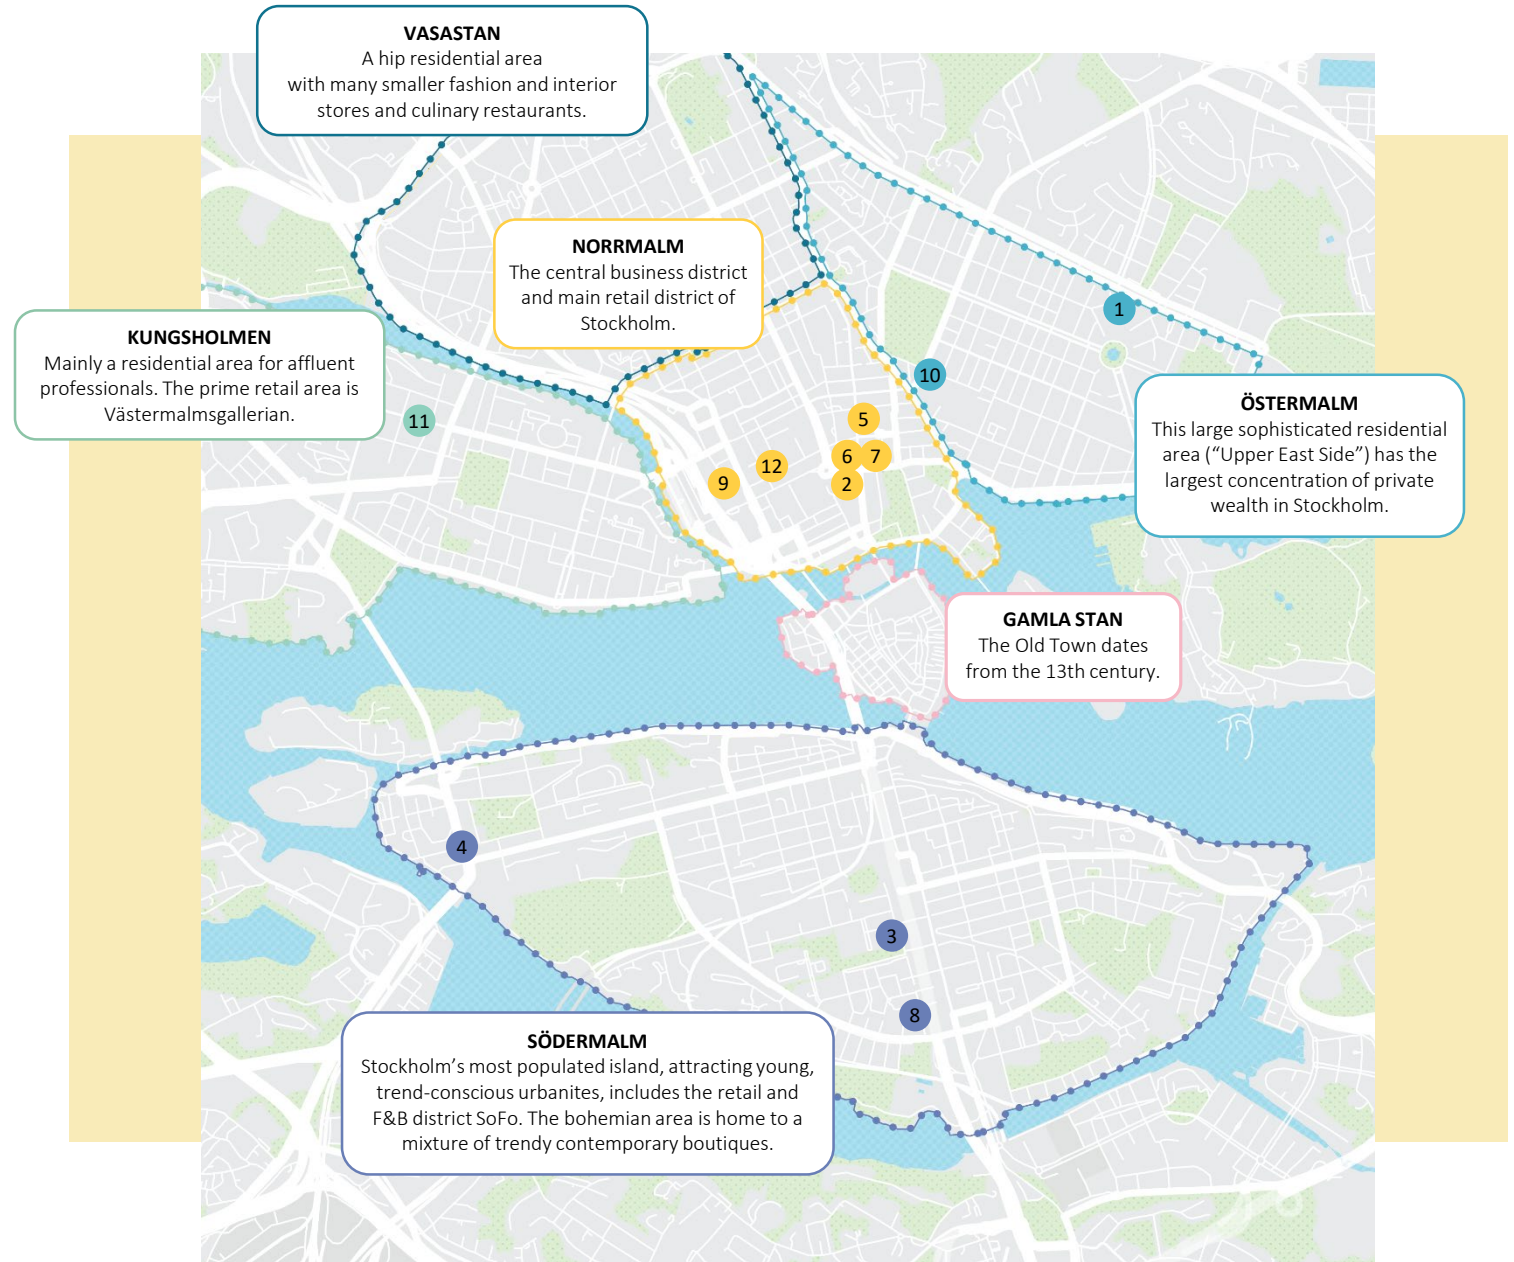 VASASTAN
A hip residential area
with many smaller fashion and interior
stores and culinary restaurants.
NORRMALM
The central business district
and main retail district of
Stockholm.
1
KUNGSHOLMEN
Mainly a residential area for affluent
professionals. The prime retail area is
Västermalmsgallerian.
10
ÖSTERMALM
This large sophisticated residential
area (“Upper East Side”) has the
largest concentration of private
wealth in Stockholm.
11
5
6
7
12
9
2
GAMLA STAN
The Old Town dates
from the 13th century.
4
3
8
SÖDERMALM
Stockholm’s most populated island, attracting young,
trend-conscious urbanites, includes the retail and
F&B district SoFo. The bohemian area is home to a
mixture of trendy contemporary boutiques.